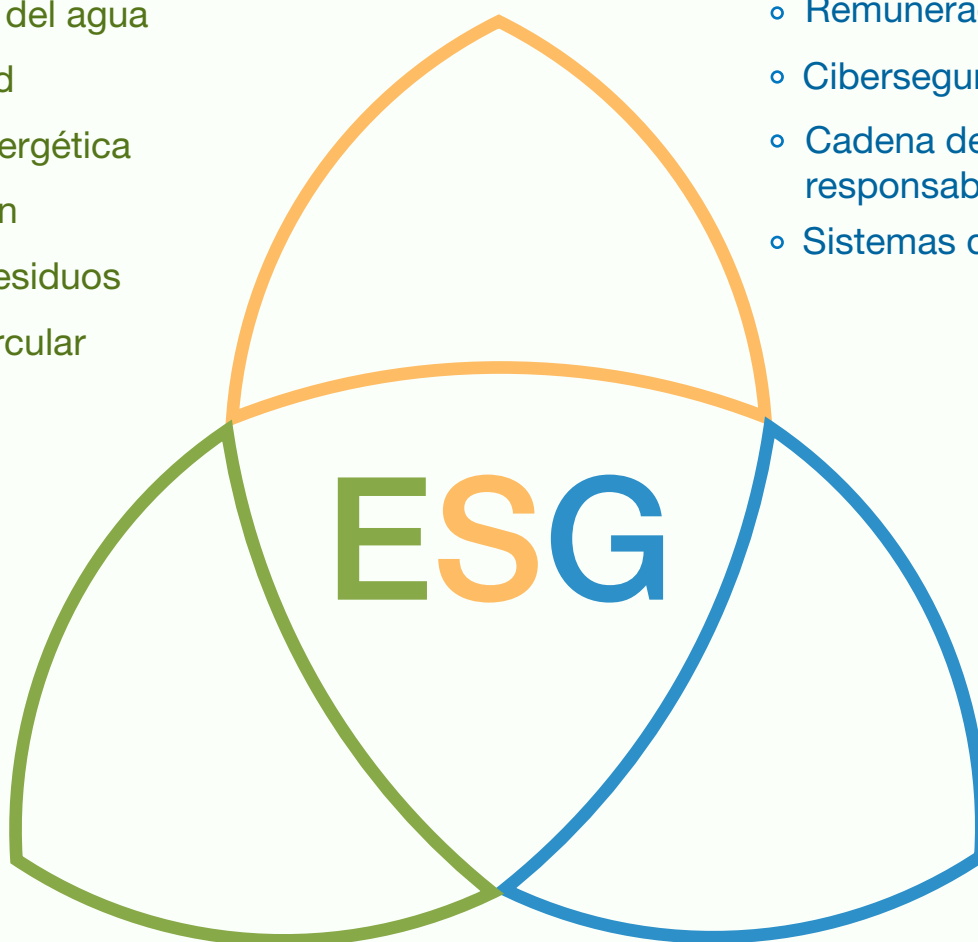 del agua
d
ergética
n
esiduos
rcular
Remunera
Cibersegur
Cadena de
responsab
Sistemas
ESG